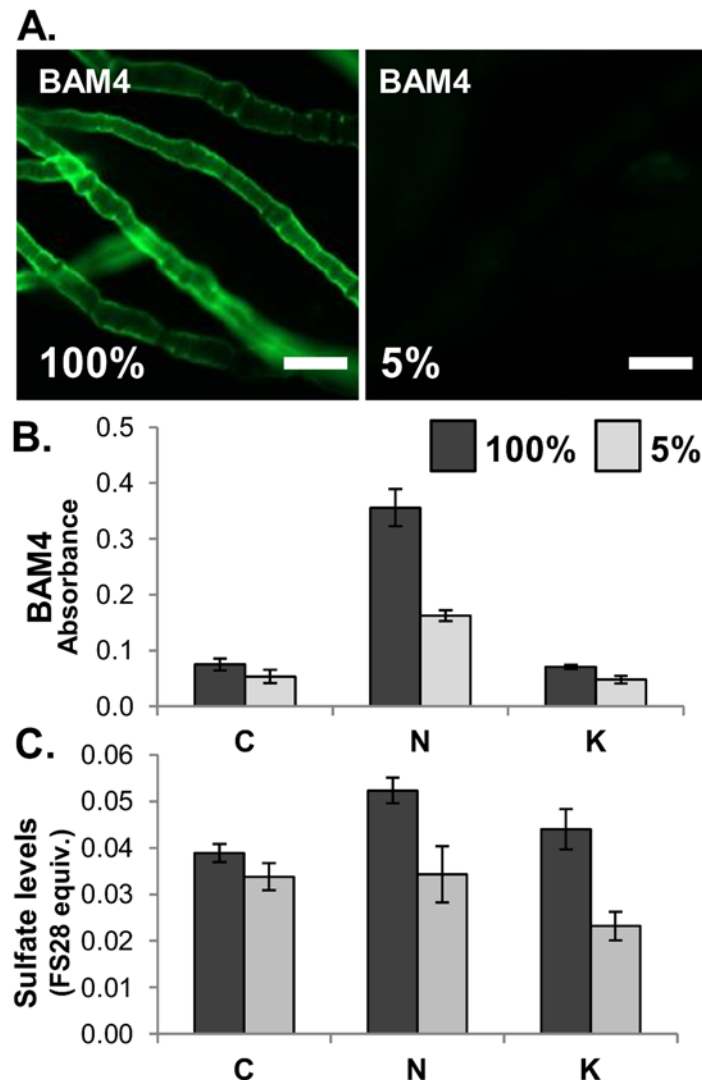 A.
BAM4
BAM4
100%
5%
B.
100%
5%
BAM4
Absorbance
0.5
0.4
0.3
0.2
0.1
0.0
C N K
C.
Sulfate levels
(FS28 equiv.)
0.06
0.05
0.04
0.03
0.02
0.01
0.00
C N K